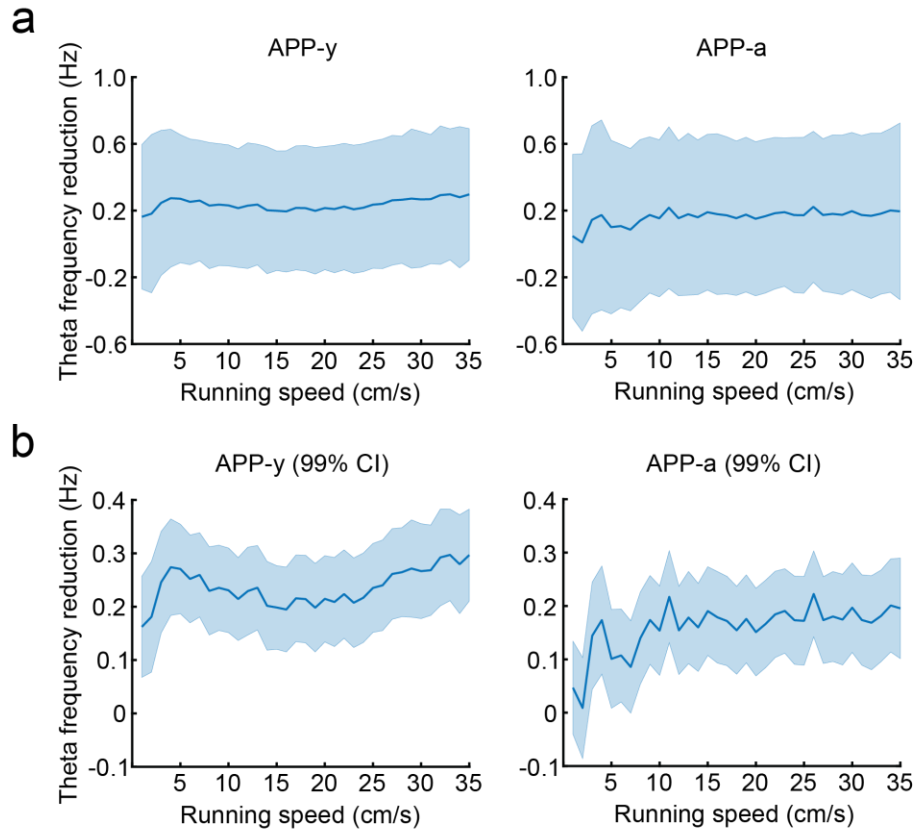 a
APP-y
APP-a
Theta frequency reduction (Hz)
1.0
0.6
0.2
-0.2
-0.6
5 10 15 20 25 30 35
Running speed (cm/s)
1.0
0.6
0.2
-0.2
-0.6
5 10 15 20 25 30 35
Running speed (cm/s)
b
APP-y (99% CI)
APP-a (99% CI)
Theta frequency reduction (Hz)
0.4
0.3
0.2
0.1
0
-0.1
5 10 15 20 25 30 35
Running speed (cm/s)
0.4
0.3
0.2
0.1
0
-0.1
5 10 15 20 25 30 35
Running speed (cm/s)